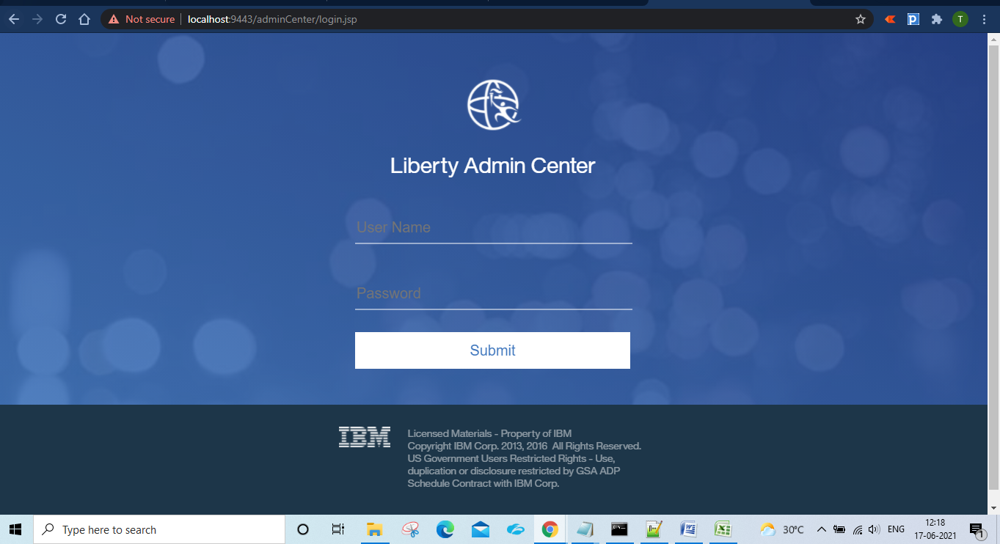 Not secure
localhost:9443/adminCenter/login.jsp
P
T
Liberty Admin Center
User Name
Password
Submit
IBM
Licensed Materials - Property of IBM
Copyright IBM Corp. 2013, 2016 All Rights Reserved.
US Government Users Restricted Rights - Use,
duplication or disclosure restricted by GSA ADP
Schedule Contract with IBM Corp.
Type here to search
30°C
ENG
12:18
17-06-2021
1